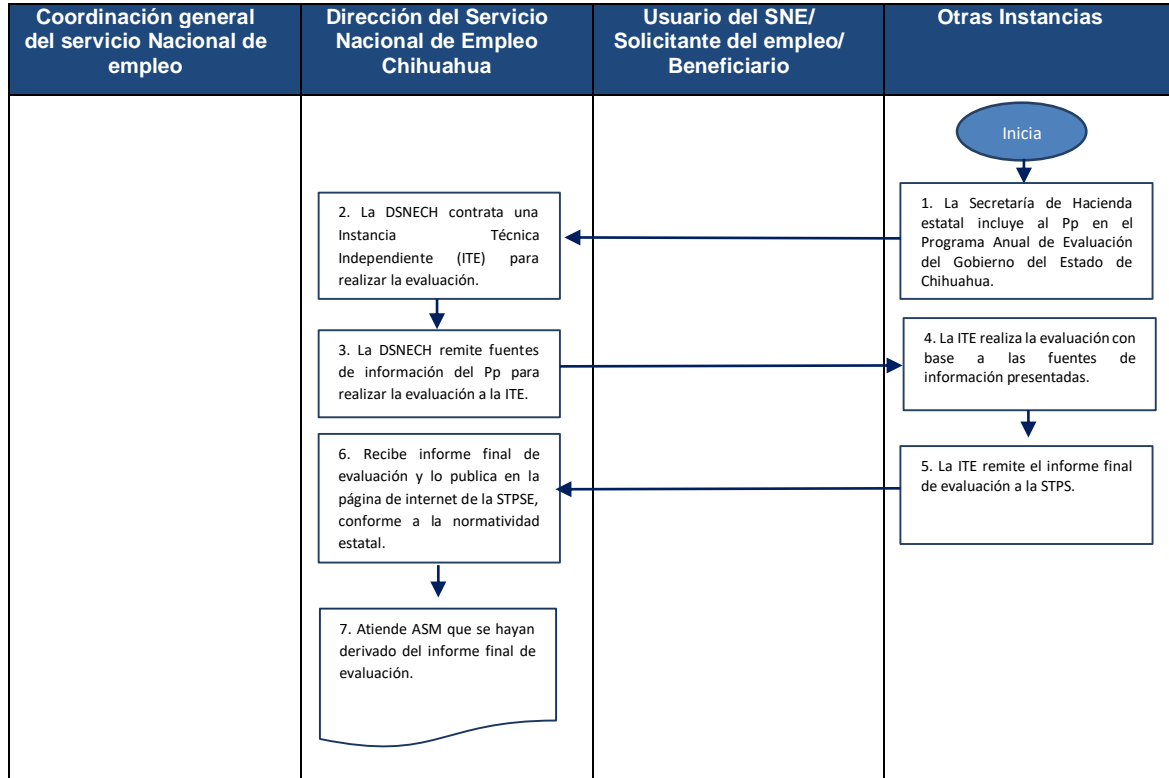 Coordinación general
del servicio Nacional de
empleo
Dirección del Servicio
Nacional de Empleo
Chihuahua
Usuario del SNE/
Solicitante del empleo/
Beneficiario
Otras Instancias
Inicia
1. La Secretaría de Hacienda
estatal incluye al Pp en el
Programa Anual de Evaluación
del Gobierno del Estado de
Chihuahua.
2. La DSNECH contrata una
Instancia Técnica
Independiente (ITE) para
realizar la evaluación.
3. La DSNECH remite fuentes
de información del Pp para
realizar la evaluación a la ITE.
4. La ITE realiza la evaluación con
base a las fuentes de
información presentadas.
5. La ITE remite el informe final
de evaluación a la STPS.
6. Recibe informe final de
evaluación y lo publica en la
página de internet de la STPSE,
conforme a la normatividad
estatal.
7. Atiende ASM que se hayan
derivado del informe final de
evaluación.